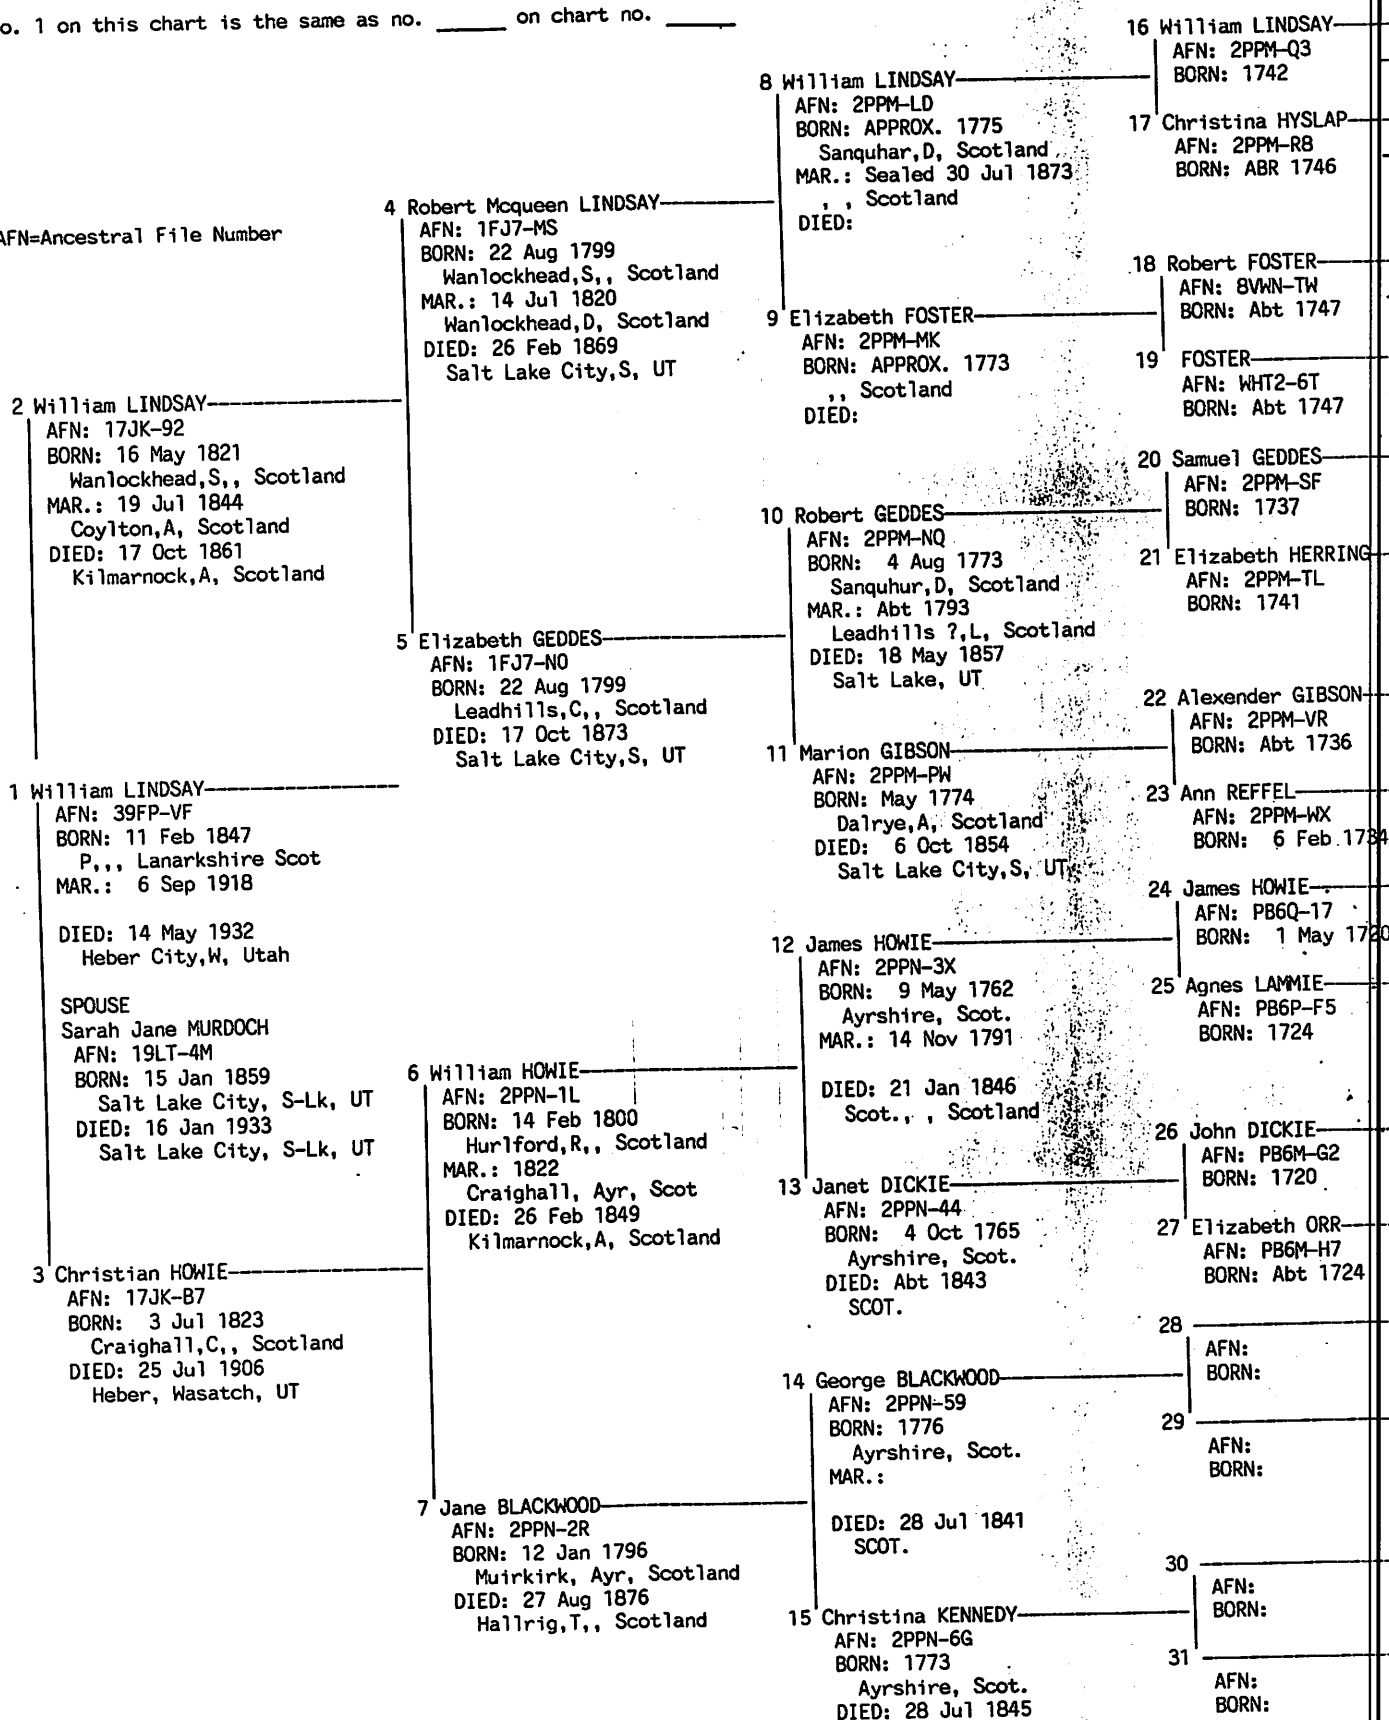 o. 1 on this chart is the same as no. _____ on chart no. _____
AFN=Ancestral File Number
1 William LINDSAY
AFN: 39FP-VF
BORN: 11 Feb 1847
P,,, Lanarkshire Scot
MAR.: 6 Sep 1918
DIED: 14 May 1932
Heber City,W, Utah
SPOUSE
Sarah Jane MURDOCH
AFN: 19LT-4M
BORN: 15 Jan 1859
Salt Lake City, S-Lk, UT
DIED: 16 Jan 1933
Salt Lake City, S-Lk, UT
2 William LINDSAY
AFN: 17JK-92
BORN: 16 May 1821
Wanlockhead,S,, Scotland
MAR.: 19 Jul 1844
Coylton,A, Scotland
DIED: 17 Oct 1861
Kilmarnock,A, Scotland
3 Christian HOWIE
AFN: 17JK-B7
BORN: 3 Jul 1823
Craighall,C,, Scotland
DIED: 25 Jul 1906
Heber, Wasatch, UT
4 Robert Mcqueen LINDSAY
AFN: 1FJ7-MS
BORN: 22 Aug 1799
Wanlockhead,S,, Scotland
MAR.: 14 Jul 1820
Wanlockhead,D, Scotland
DIED: 26 Feb 1869
Salt Lake City,S, UT
5 Elizabeth GEDDES
AFN: 1FJ7-N0
BORN: 22 Aug 1799
Leadhills,C,, Scotland
DIED: 17 Oct 1873
Salt Lake City,S, UT
6 William HOWIE
AFN: 2PPN-1L
BORN: 14 Feb 1800
Hurlford,R,, Scotland
MAR.: 1822
Craighall, Ayr, Scot
DIED: 26 Feb 1849
Kilmarnock,A, Scotland
7 Jane BLACKWOOD
AFN: 2PPN-2R
BORN: 12 Jan 1796
Muirkirk, Ayr, Scotland
DIED: 27 Aug 1876
Hallrig,T,, Scotland
8 William LINDSAY
AFN: 2PPM-LD
BORN: APPROX. 1775
Sanquhar,D, Scotland
MAR.: Sealed 30 Jul 1873
, , Scotland
DIED:
9 Elizabeth FOSTER
AFN: 2PPM-MK
BORN: APPROX. 1773
,, Scotland
DIED:
10 Robert GEDDES
AFN: 2PPM-NQ
BORN: 4 Aug 1773
Sanquhur,D, Scotland
MAR.: Abt 1793
Leadhills ?,L, Scotland
DIED: 18 May 1857
Salt Lake, UT
11 Marion GIBSON
AFN: 2PPM-PW
BORN: May 1774
Dalrye,A, Scotland
DIED: 6 Oct 1854
Salt Lake City,S, UT
12 James HOWIE
AFN: 2PPN-3X
BORN: 9 May 1762
Ayrshire, Scot.
MAR.: 14 Nov 1791
DIED: 21 Jan 1846
Scot., , Scotland
13 Janet DICKIE
AFN: 2PPN-44
BORN: 4 Oct 1765
Ayrshire, Scot.
DIED: Abt 1843
SCOT.
14 George BLACKWOOD
AFN: 2PPN-59
BORN: 1776
Ayrshire, Scot.
MAR.:
DIED: 28 Jul 1841
SCOT.
15 Christina KENNEDY
AFN: 2PPN-6G
BORN: 1773
Ayrshire, Scot.
DIED: 28 Jul 1845
16 William LINDSAY
AFN: 2PPM-Q3
BORN: 1742
17 Christina HYSLAP
AFN: 2PPM-R8
BORN: ABR 1746
18 Robert FOSTER
AFN: 8VWN-TW
BORN: Abt 1747
19 FOSTER
AFN: WHT2-6T
BORN: Abt 1747
20 Samuel GEDDES
AFN: 2PPM-SF
BORN: 1737
21 Elizabeth HERRING
AFN: 2PPM-TL
BORN: 1741
22 Alexender GIBSON
AFN: 2PPM-VR
BORN: Abt 1736
23 Ann REFFEL
AFN: 2PPM-WX
BORN: 6 Feb 1734
24 James HOWIE
AFN: PB6Q-17
BORN: 1 May 1720
25 Agnes LAMMIE
AFN: PB6P-F5
BORN: 1724
26 John DICKIE
AFN: PB6M-G2
BORN: 1720
27 Elizabeth ORR
AFN: PB6M-H7
BORN: Abt 1724
28
AFN:
BORN:
29
AFN:
BORN:
30
AFN:
BORN:
31
AFN:
BORN: